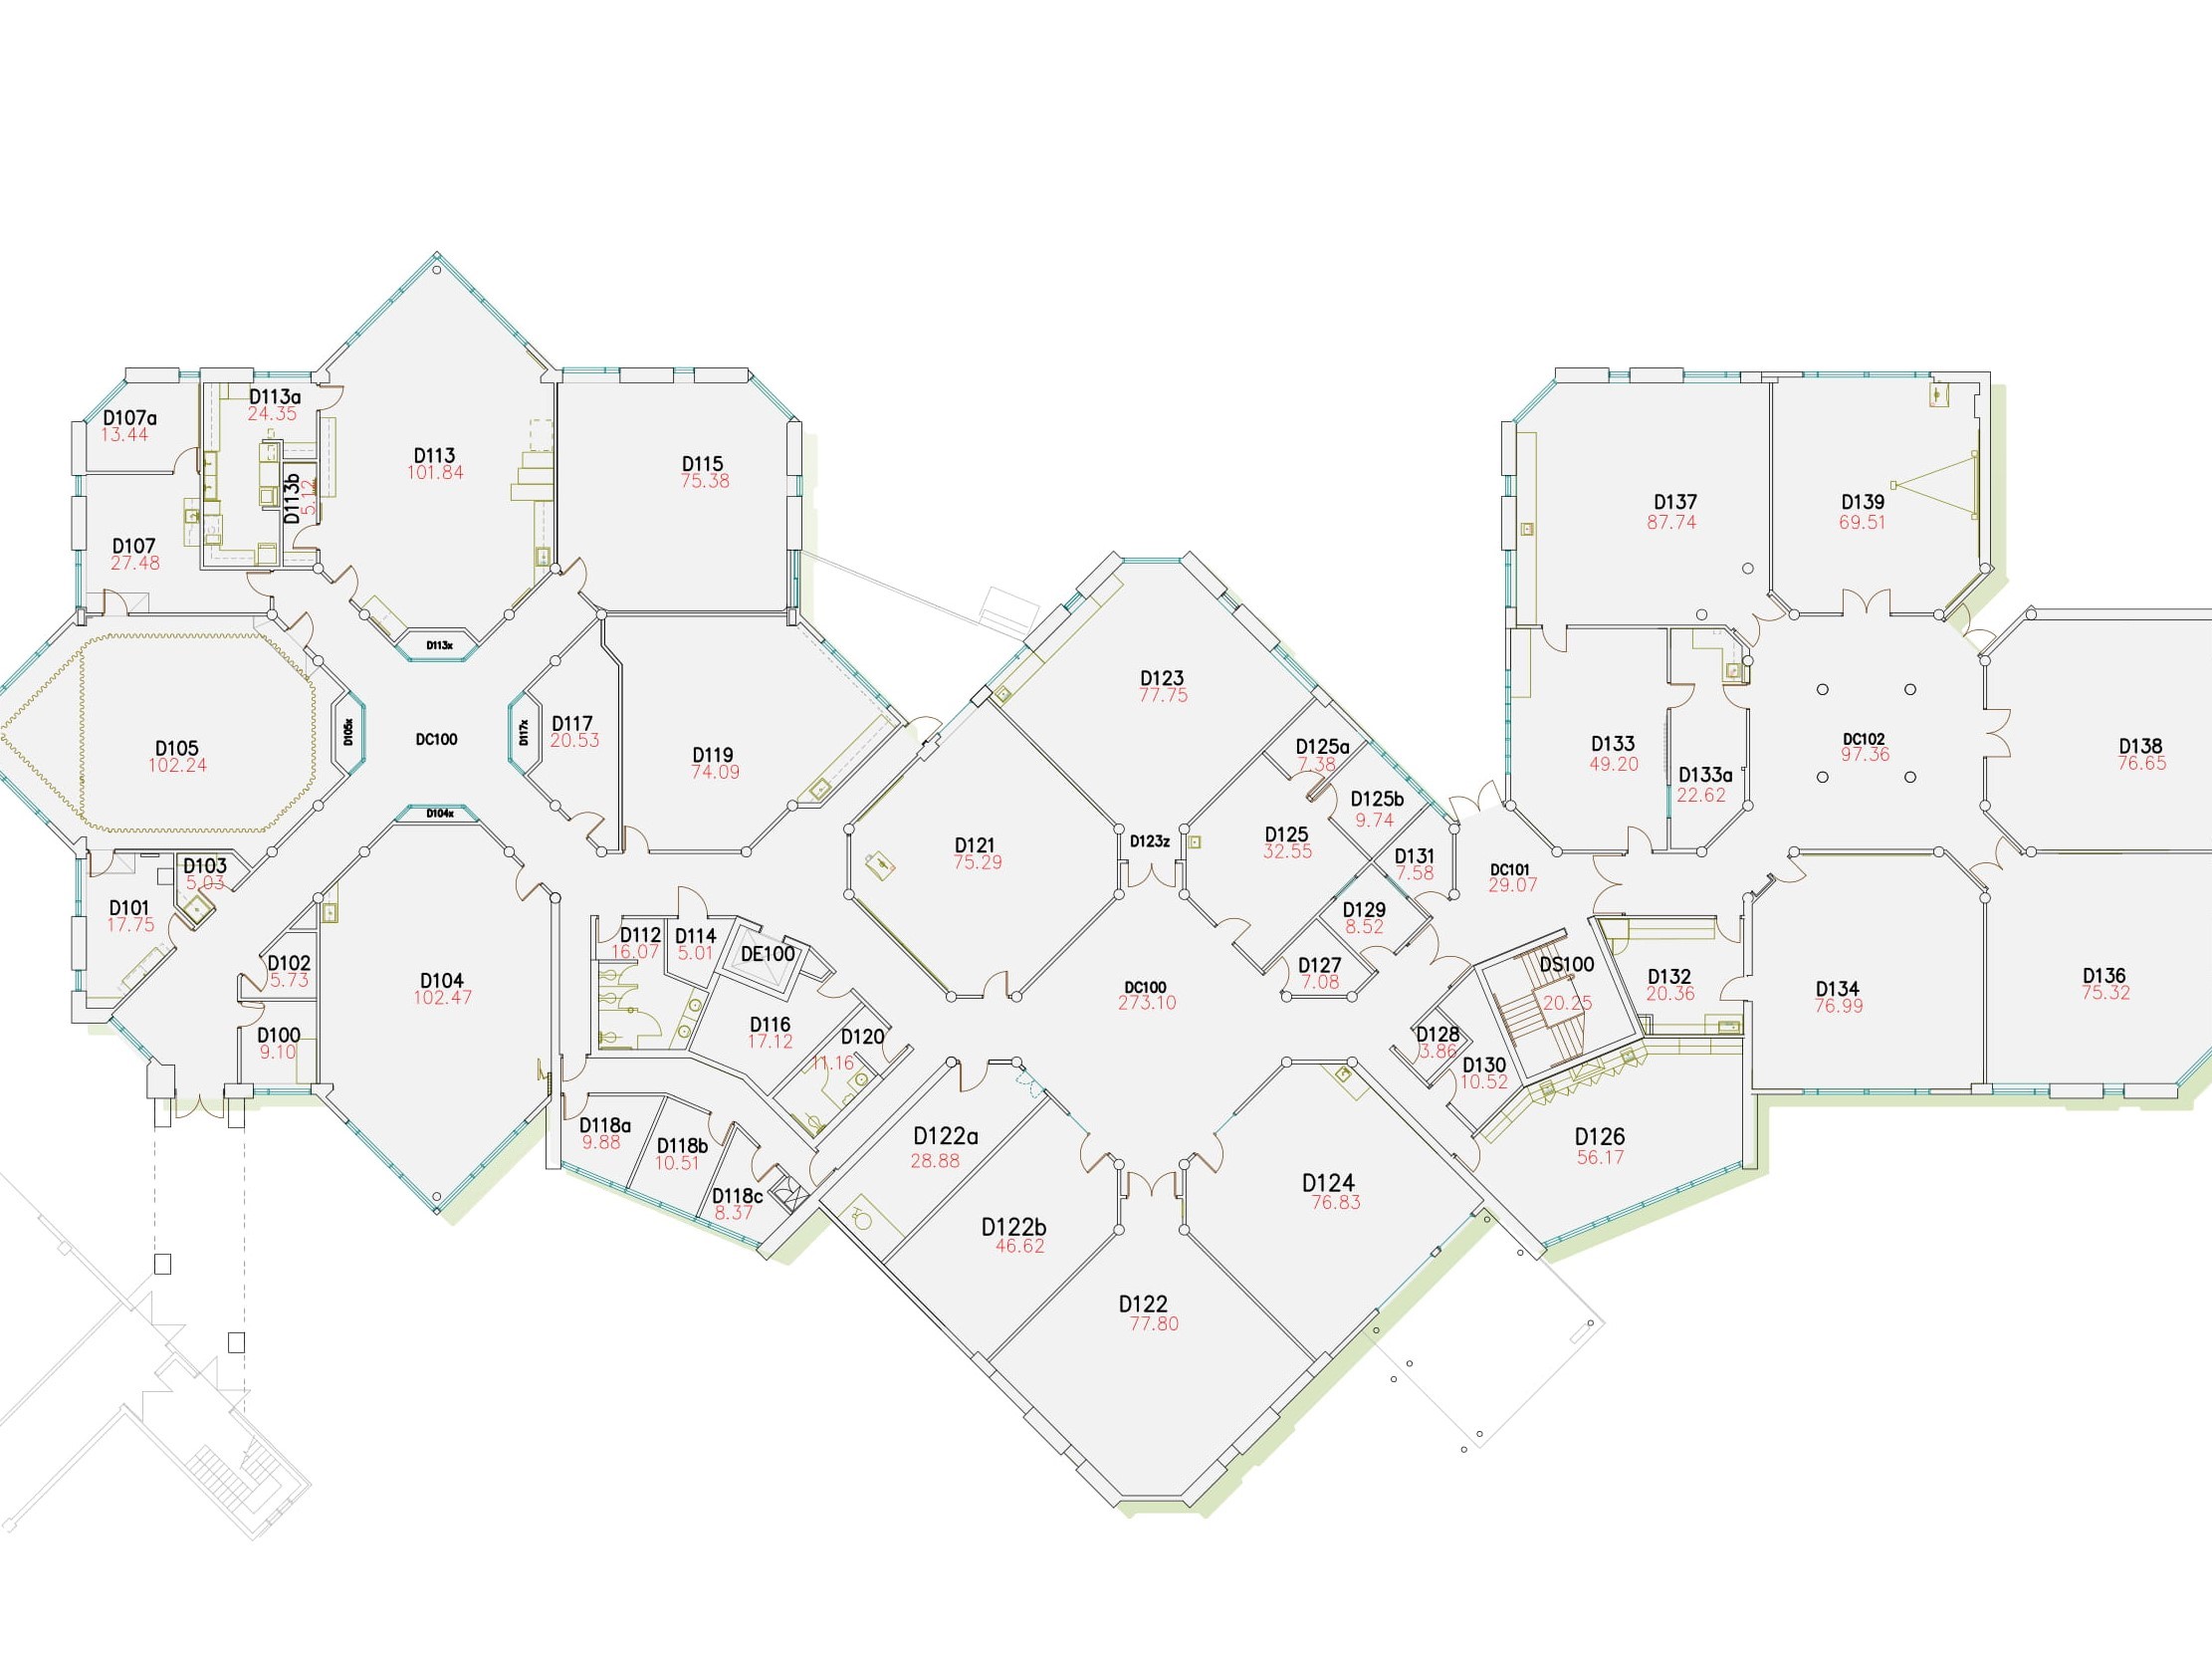 D113a
24.35
D107a
13.44
D113
101.84
D115
75.38
D113b
5.12
D107
27.48
D137
87.74
D139
69.51
D113x
D123
77.75
D105
102.24
D105x
DC100
D117x
D117
20.53
D119
74.09
D125a
7.38
D133
49.20
D133a
22.62
DC102
97.36
D138
76.65
D104x
D125b
9.74
D121
75.29
D123z
D125
32.55
D131
7.58
DC101
29.07
D103
5.03
D101
17.75
D129
8.52
D112
16.07
D114
5.01
DE100
D102
5.73
D104
102.47
D127
7.08
DS100
20.25
D132
20.36
D134
76.99
D136
75.32
DC100
273.10
D100
9.10
D116
17.12
D120
11.16
D128
3.86
D130
10.52
D118a
9.88
D118b
10.51
D122a
28.88
D126
56.17
D118c
8.37
D124
76.83
D122b
46.62
D122
77.80